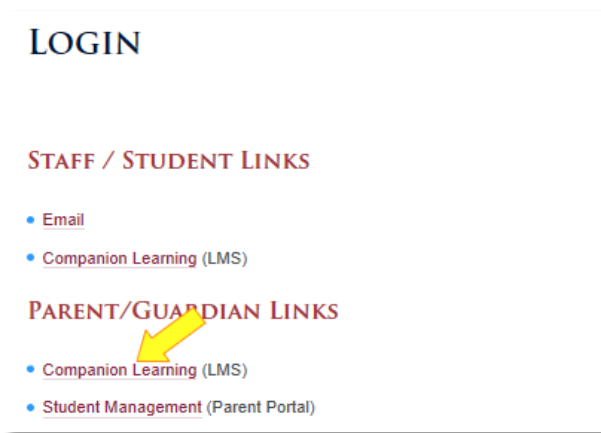 LOGIN
STAFF / STUDENT LINKS
Email
Companion Learning (LMS)
PARENT/GUARDIAN LINKS
Companion Learning (LMS)
Student Management (Parent Portal)